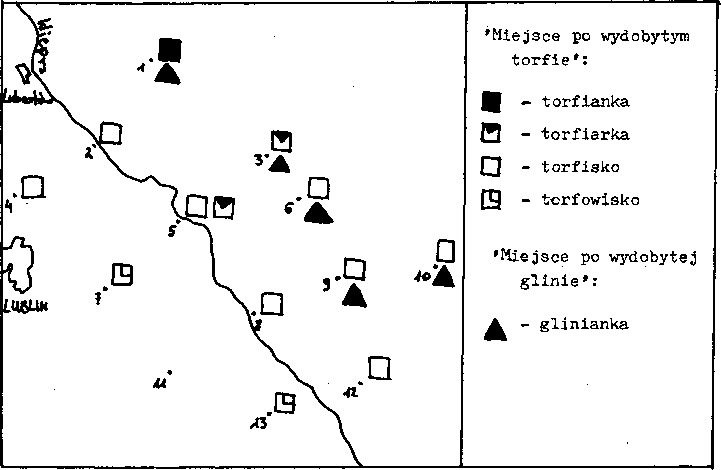 Wieprz
Lubartów
1
2
3
4
5
6
7
8
9
10
11
12
13
LUBLIN
'Miejsce po wydobytym
torfie':
- torfianka
- torfiarka
- torfisko
- torfowisko
'Miejsce po wydobytej
glinie':
- glinianka